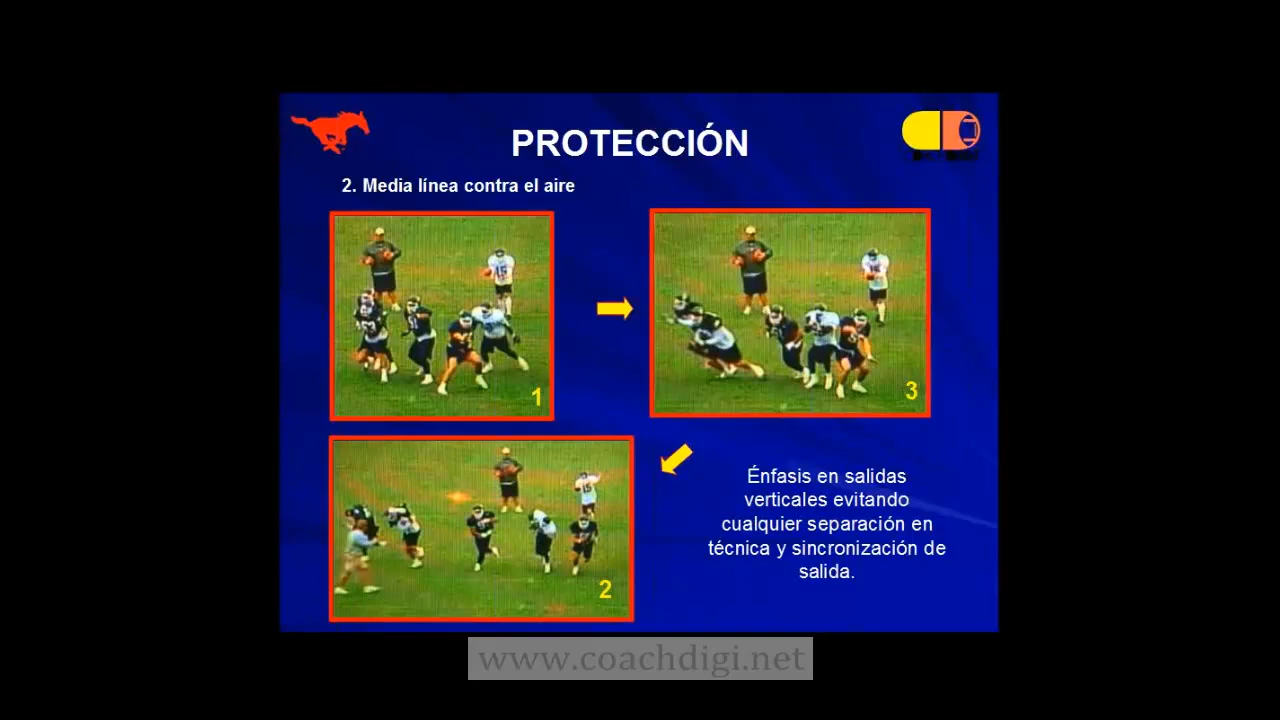 PROTECCIÓN
2. Media línea contra el aire
15
1
3
2
Énfasis en salidas
verticales evitando
cualquier separación en
técnica y sincronización de
salida.
www.coachdigi.net